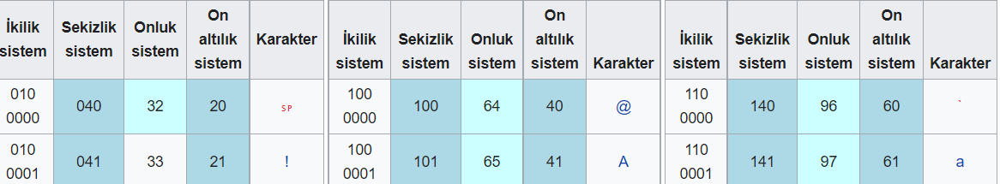 İkilik sistem Sekizlik sistem Onluk sistem On altılık sistem Karakter
010 0000 040 32 20 SP
010 0001 041 33 21 !
İkilik sistem Sekizlik sistem Onluk sistem On altılık sistem Karakter
100 0000 100 64 40 @
100 0001 101 65 41 A
İkilik sistem Sekizlik sistem Onluk sistem On altılık sistem Karakter
110 0000 140 96 60 `
110 0001 141 97 61 a